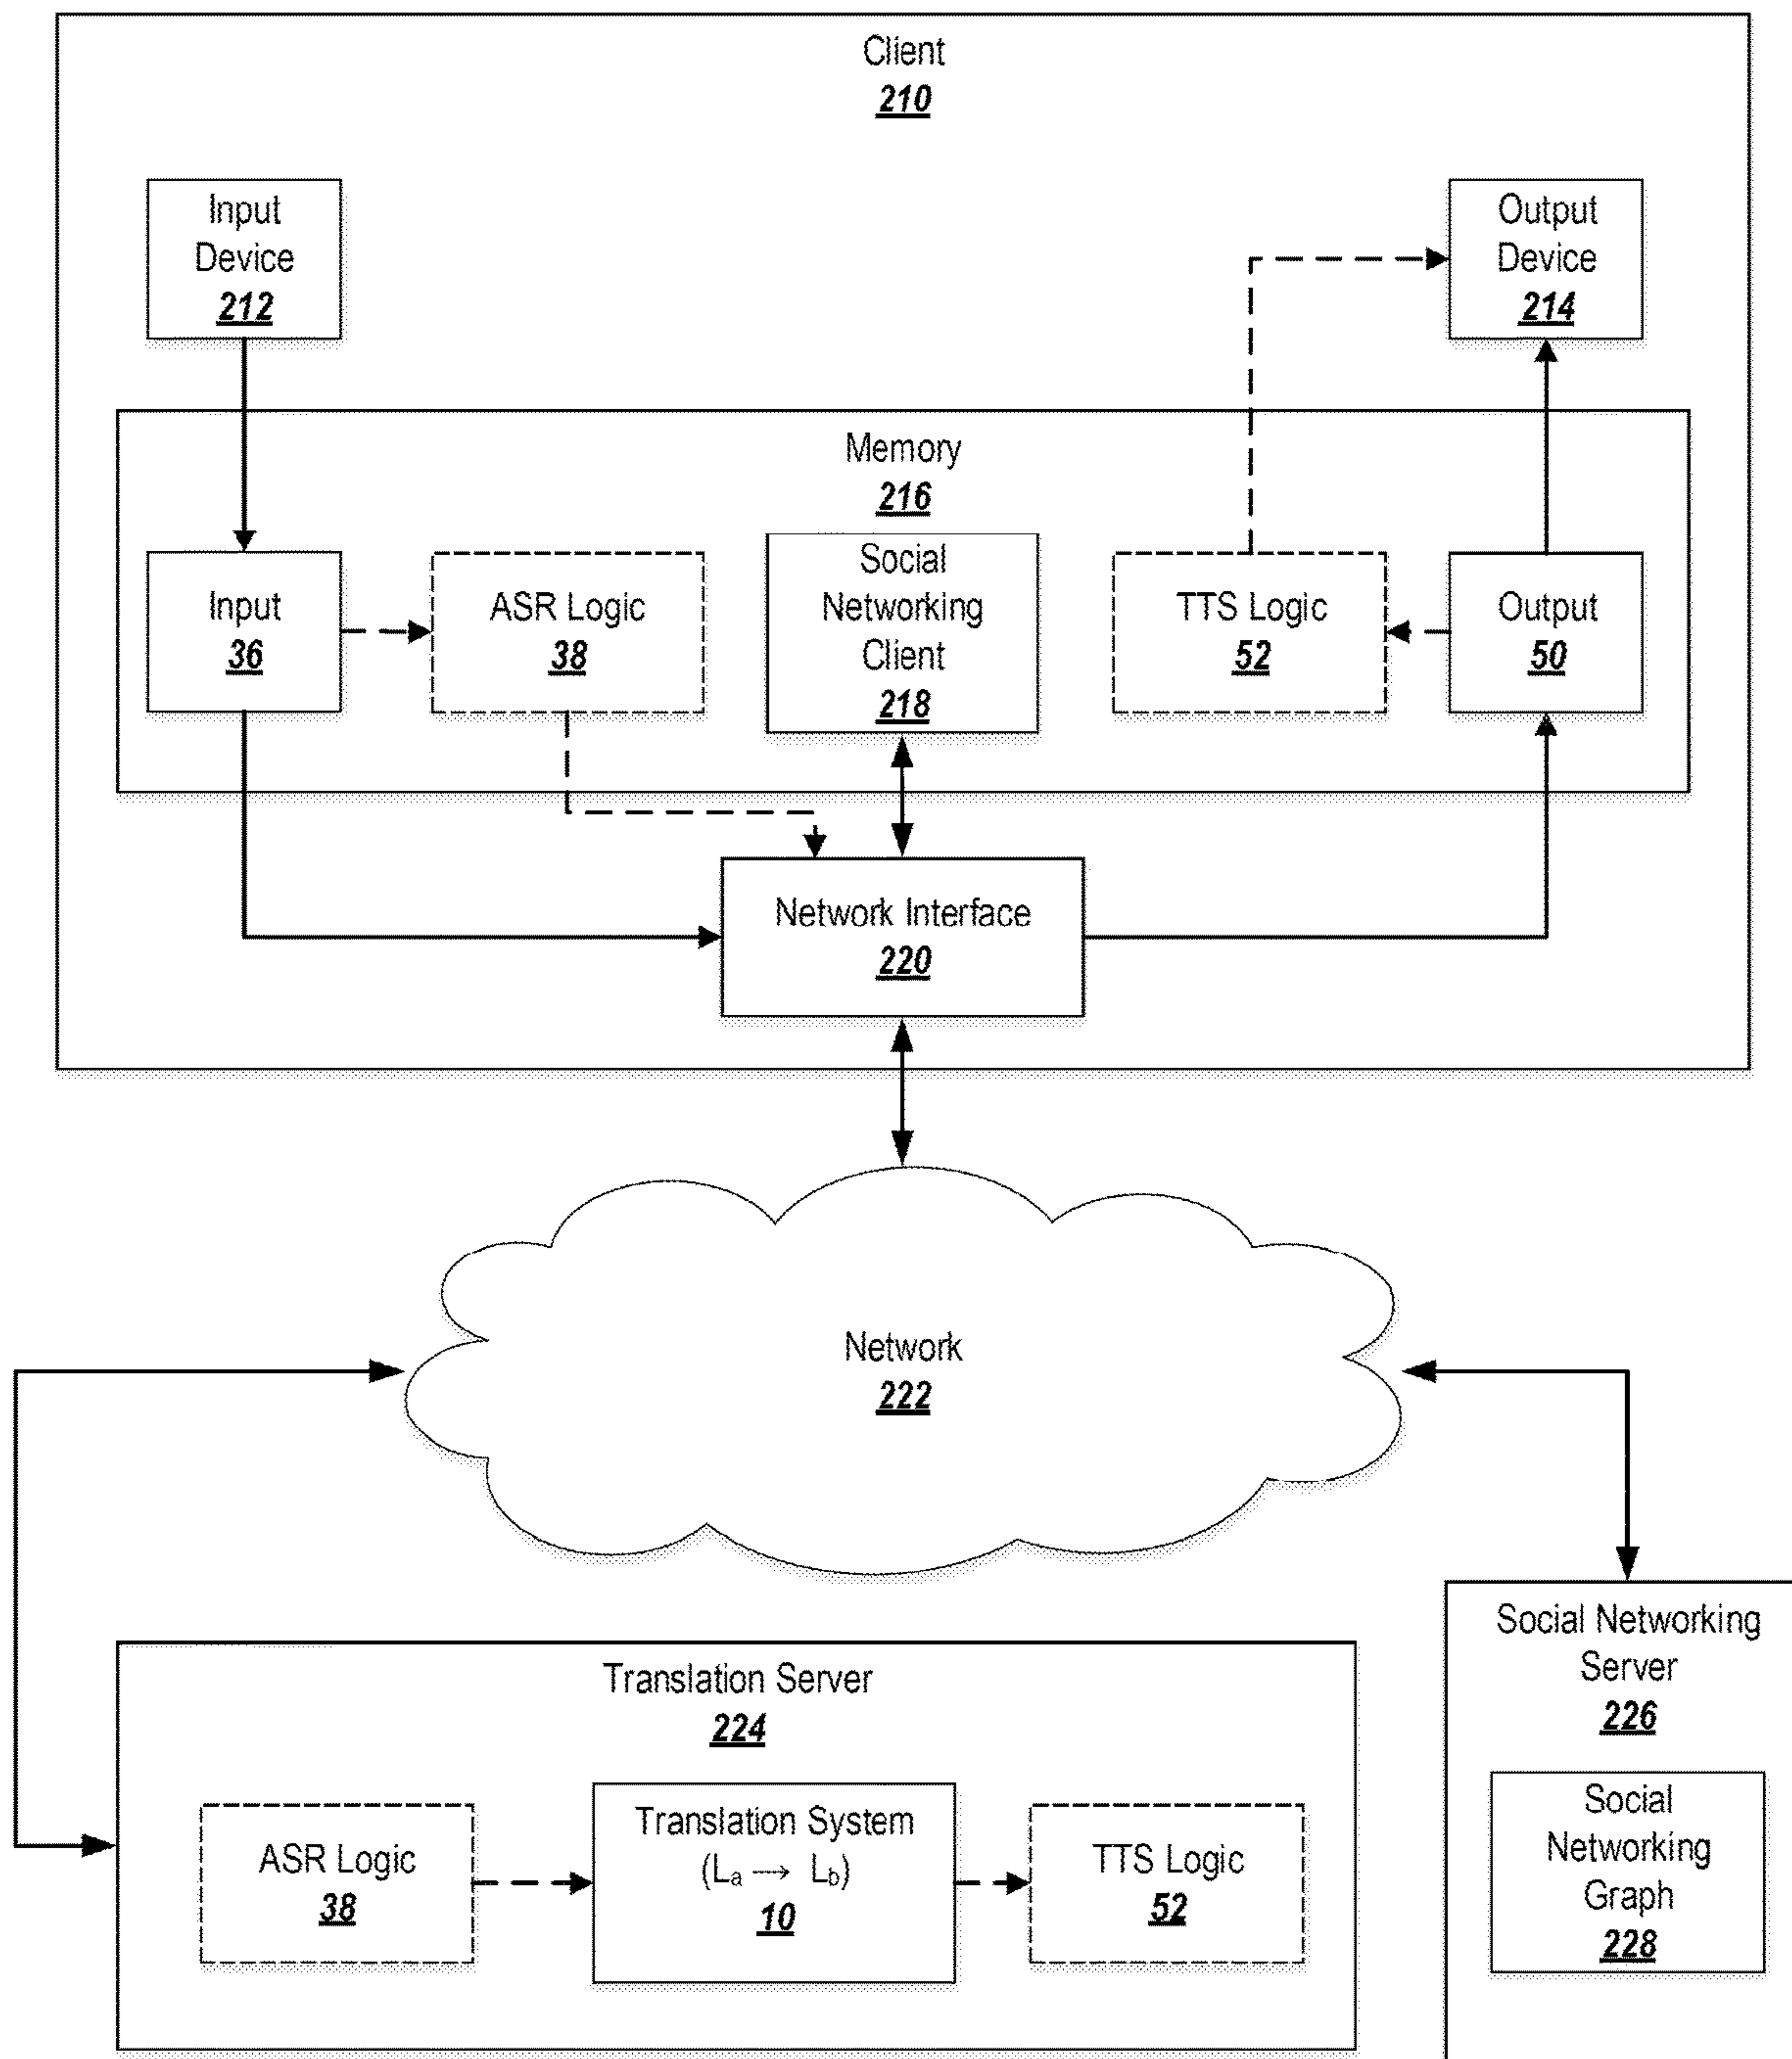 Client
210
Input
Device
212
Output
Device
214
Memory
216
Input
36
ASR Logic
38
Social
Networking
Client
218
TTS Logic
52
Output
50
Network Interface
220
Network
222
Translation Server
224
ASR Logic
38
Translation System
(Lₐ → L_b)
10
TTS Logic
52
Social Networking
Server
226
Social
Networking
Graph
228